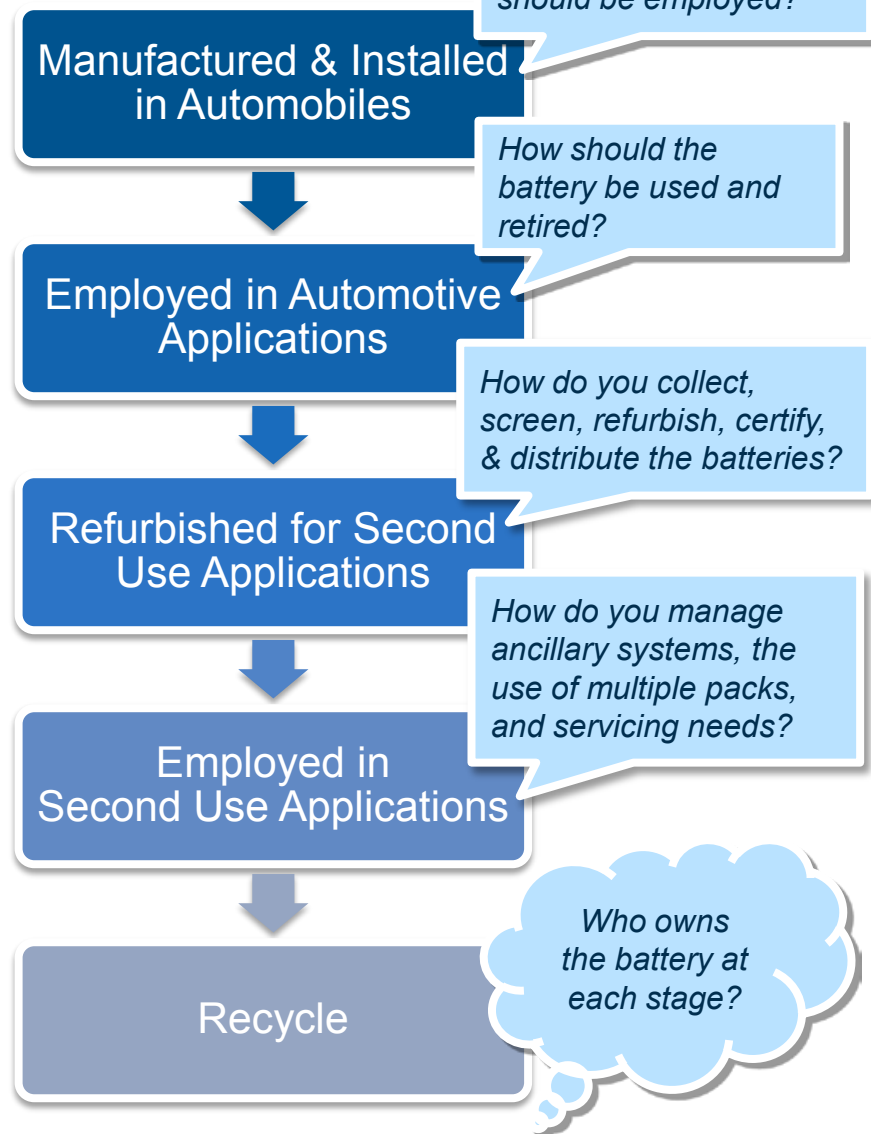 should be employed?
Manufactured & Installed
in Automobiles
How should the
battery be used and
retired?
Employed in Automotive
Applications
How do you collect,
screen, refurbish, certify,
& distribute the batteries?
Refurbished for Second
Use Applications
How do you manage
ancillary systems, the
use of multiple packs,
and servicing needs?
Employed in
Second Use Applications
Who owns
the battery at
each stage?
Recycle